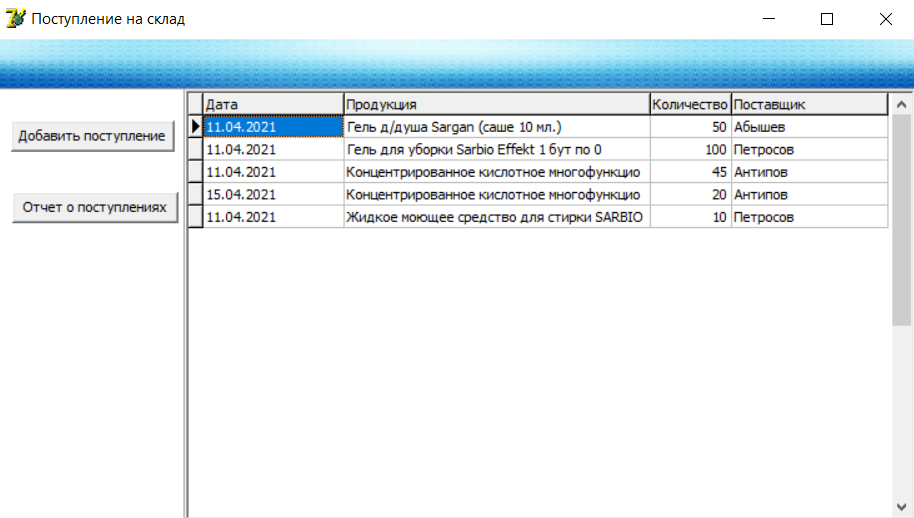 Поступление на склад
Добавить поступление
Отчет о поступлениях
Дата Продукция Количество Поставщик
11.04.2021 Гель д/душа Sargan (саше 10 мл.) 50 Абышев
11.04.2021 Гель для уборки Sarbio Effekt 1 бут по 0 100 Петросов
11.04.2021 Концентрированное кислотное многофункцио 45 Антипов
15.04.2021 Концентрированное кислотное многофункцио 20 Антипов
11.04.2021 Жидкое моющее средство для стирки SARBIO 10 Петросов